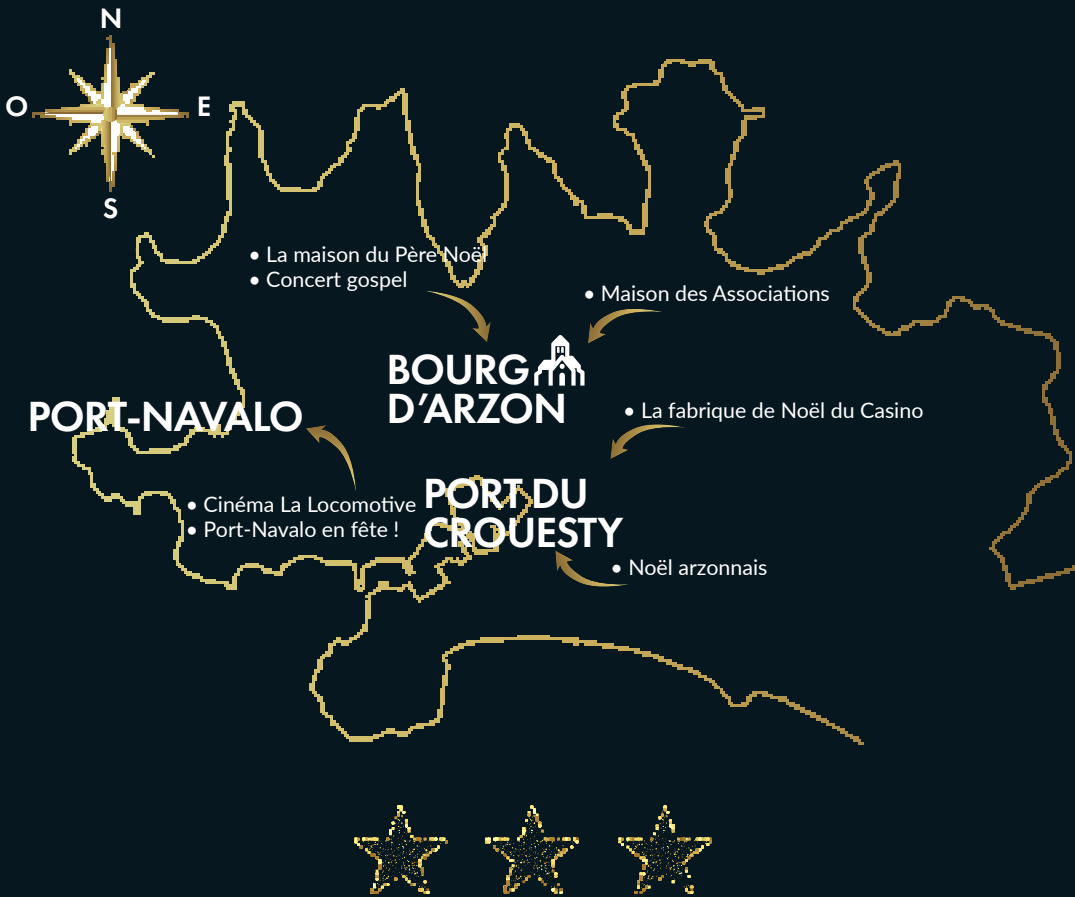 N
O
E
S
• La maison du Père Noël
• Concert gospel
• Maison des Associations
BOURG
D'ARZON
PORT-NAVALO
• La fabrique de Noël du Casino
• Cinéma La Locomotive
• Port-Navalo en fête !
PORT DU
CROUESTY
• Noël arzonnais